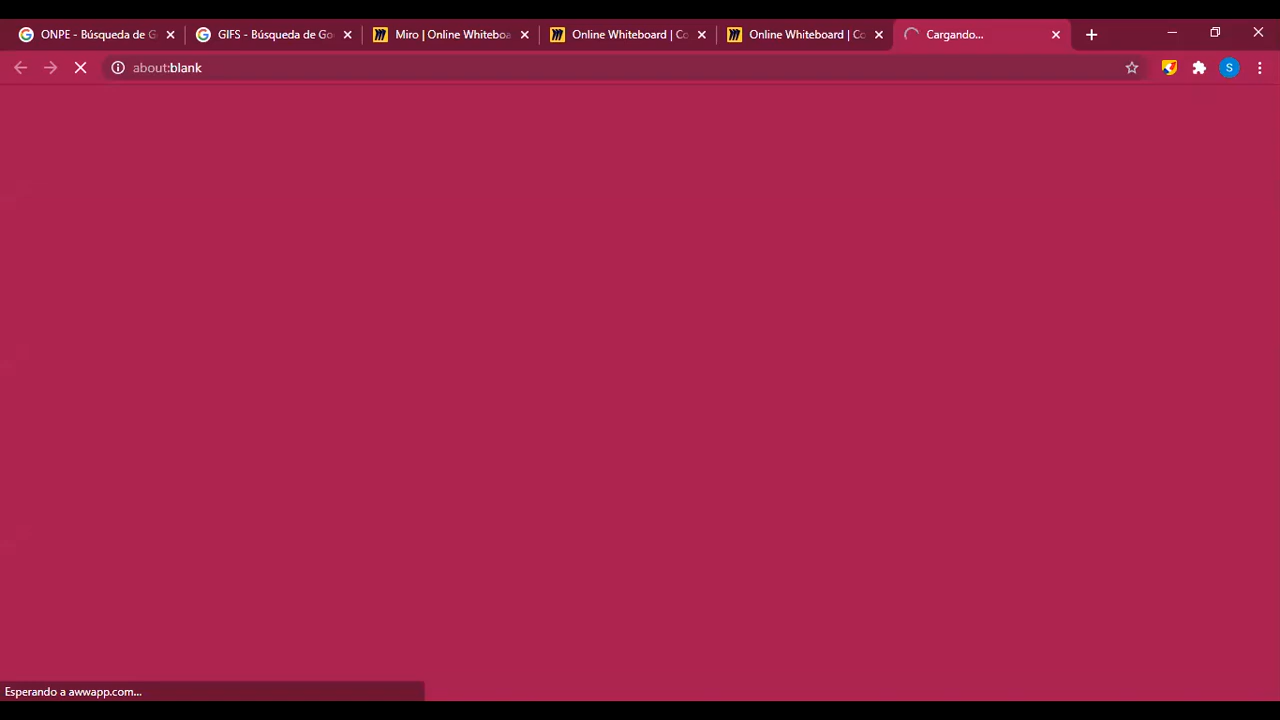 ONPE - Búsqueda de G
GIFS - Búsqueda de Go
Miro | Online Whiteboa
Online Whiteboard | Co
Online Whiteboard | Co
Cargando...
about:blank
S
Esperando a awwapp.com...